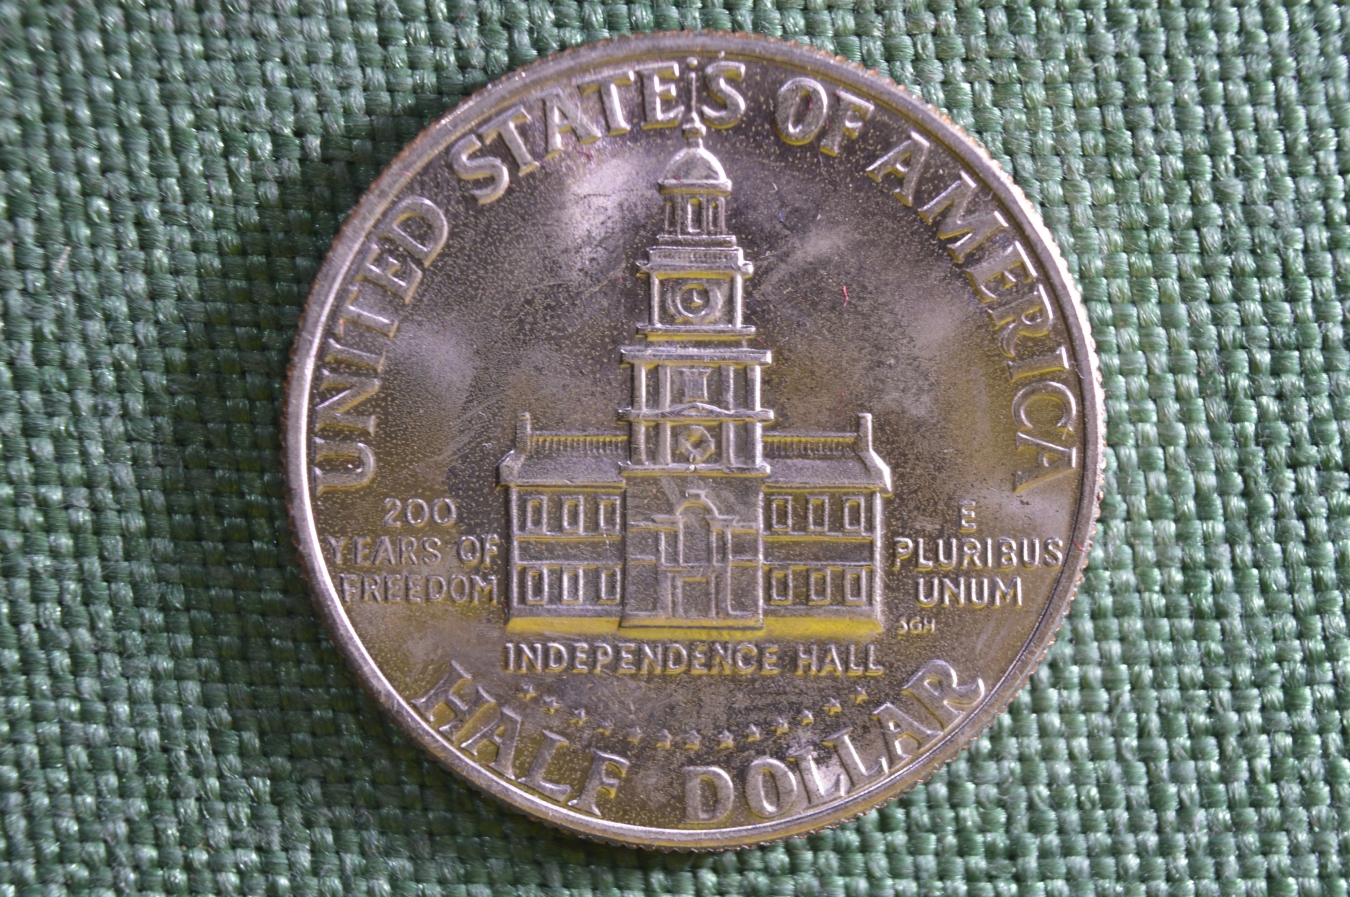 UNITED STATES OF AMERICA
200
YEARS OF
FREEDOM
E
PLURIBUS
UNUM
SGH
INDEPENDENCE HALL
HALF DOLLAR